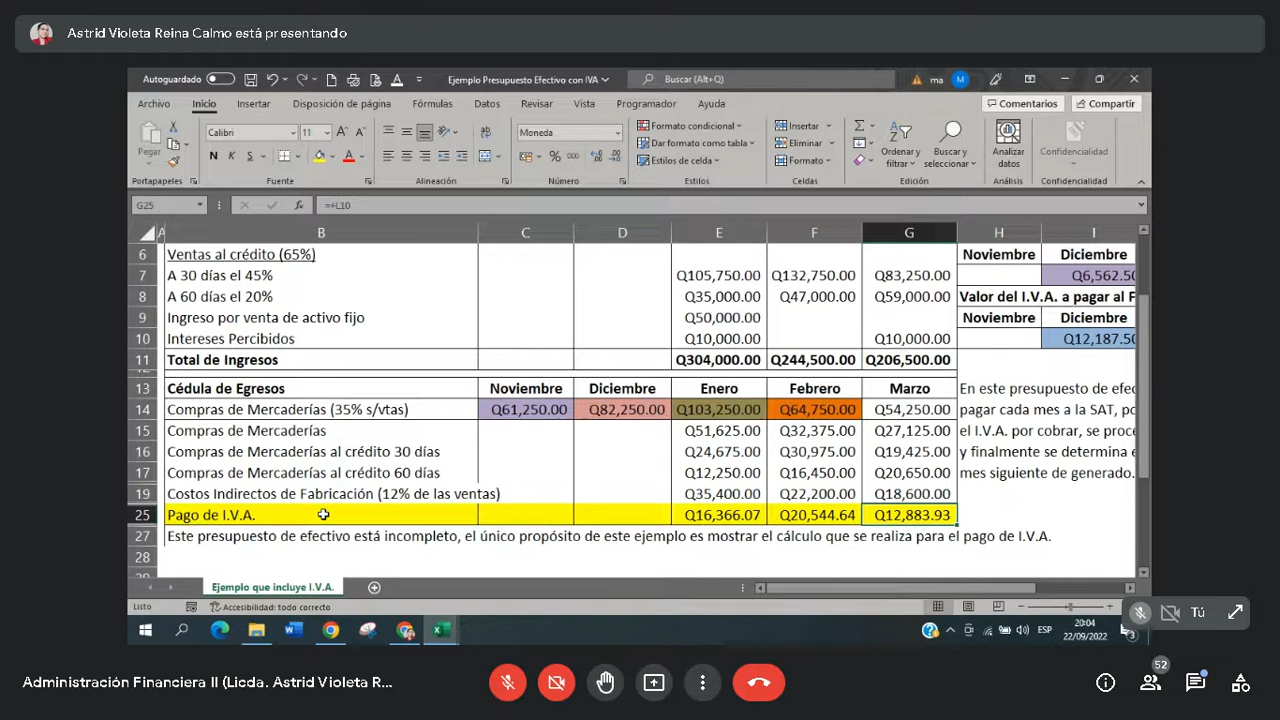 Astrid Violeta Reina Calmo está presentando
Autoguardado Ejemplo Presupuesto Efectivo con IVA Buscar (Alt+Q) ma M
Archivo Inicio Insertar Disposición de página Fórmulas Datos Revisar Vista Programador Ayuda Comentarios Compartir
Pegar Calibri 11 Moneda Formato condicional Insertar Ordenar y filtrar Buscar y seleccionar Analizar datos Confidencialidad
N K S Dar formato como tabla Eliminar
Estilos de celda Formato
Portapapeles Fuente Alineación Número Estilos Celdas Edición Análisis Confidencialidad
G25 fx =+L10
A B C D E F G H I
6 Ventas al crédito (65%) Noviembre Diciembre
7 A 30 días el 45% Q105,750.00 Q132,750.00 Q83,250.00 Q6,562.50
8 A 60 días el 20% Q35,000.00 Q47,000.00 Q59,000.00 Valor del I.V.A. a pagar al F
9 Ingreso por venta de activo fijo Q50,000.00 Noviembre Diciembre
10 Intereses Percibidos Q10,000.00 Q10,000.00 Q12,187.50
11 Total de Ingresos Q304,000.00 Q244,500.00 Q206,500.00
13 Cédula de Egresos Noviembre Diciembre Enero Febrero Marzo En este presupuesto de efec
14 Compras de Mercaderías (35% s/vtas) Q61,250.00 Q82,250.00 Q103,250.00 Q64,750.00 Q54,250.00 pagar cada mes a la SAT, po
15 Compras de Mercaderías Q51,625.00 Q32,375.00 Q27,125.00 el I.V.A. por cobrar, se proce
16 Compras de Mercaderías al crédito 30 días Q24,675.00 Q30,975.00 Q19,425.00 y finalmente se determina e
17 Compras de Mercaderías al crédito 60 días Q12,250.00 Q16,450.00 Q20,650.00 mes siguiente de generado.
19 Costos Indirectos de Fabricación (12% de las ventas) Q35,400.00 Q22,200.00 Q18,600.00
25 Pago de I.V.A. Q16,366.07 Q20,544.64 Q12,883.93
27 Este presupuesto de efectivo está incompleto, el único propósito de este ejemplo es mostrar el cálculo que se realiza para el pago de I.V.A.
28
Ejemplo que incluye I.V.A.
Listo Accesibilidad: todo correcto
Tú
ESP 20:04
22/09/2022
52
Administración Financiera II (Licda. Astrid Violeta R...